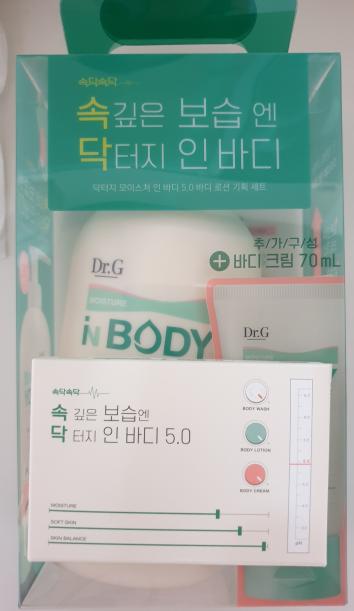 속닥속닥
속깊은 보습 엔
닥터지 인 바디
닥터지 모이스처 인 바디 5.0 바디 로션 기획 세트
추/가/구/성
+ 바디 크림 70mL
Dr.G
MOISTURE
iN BODY
Dr.G
속닥속닥
속 깊은 보습엔
닥 터지 인 바디 5.0
BODY WASH
BODY LOTION
BODY CREAM
pH
MOISTURE
SOFT SKIN
SKIN BALANCE